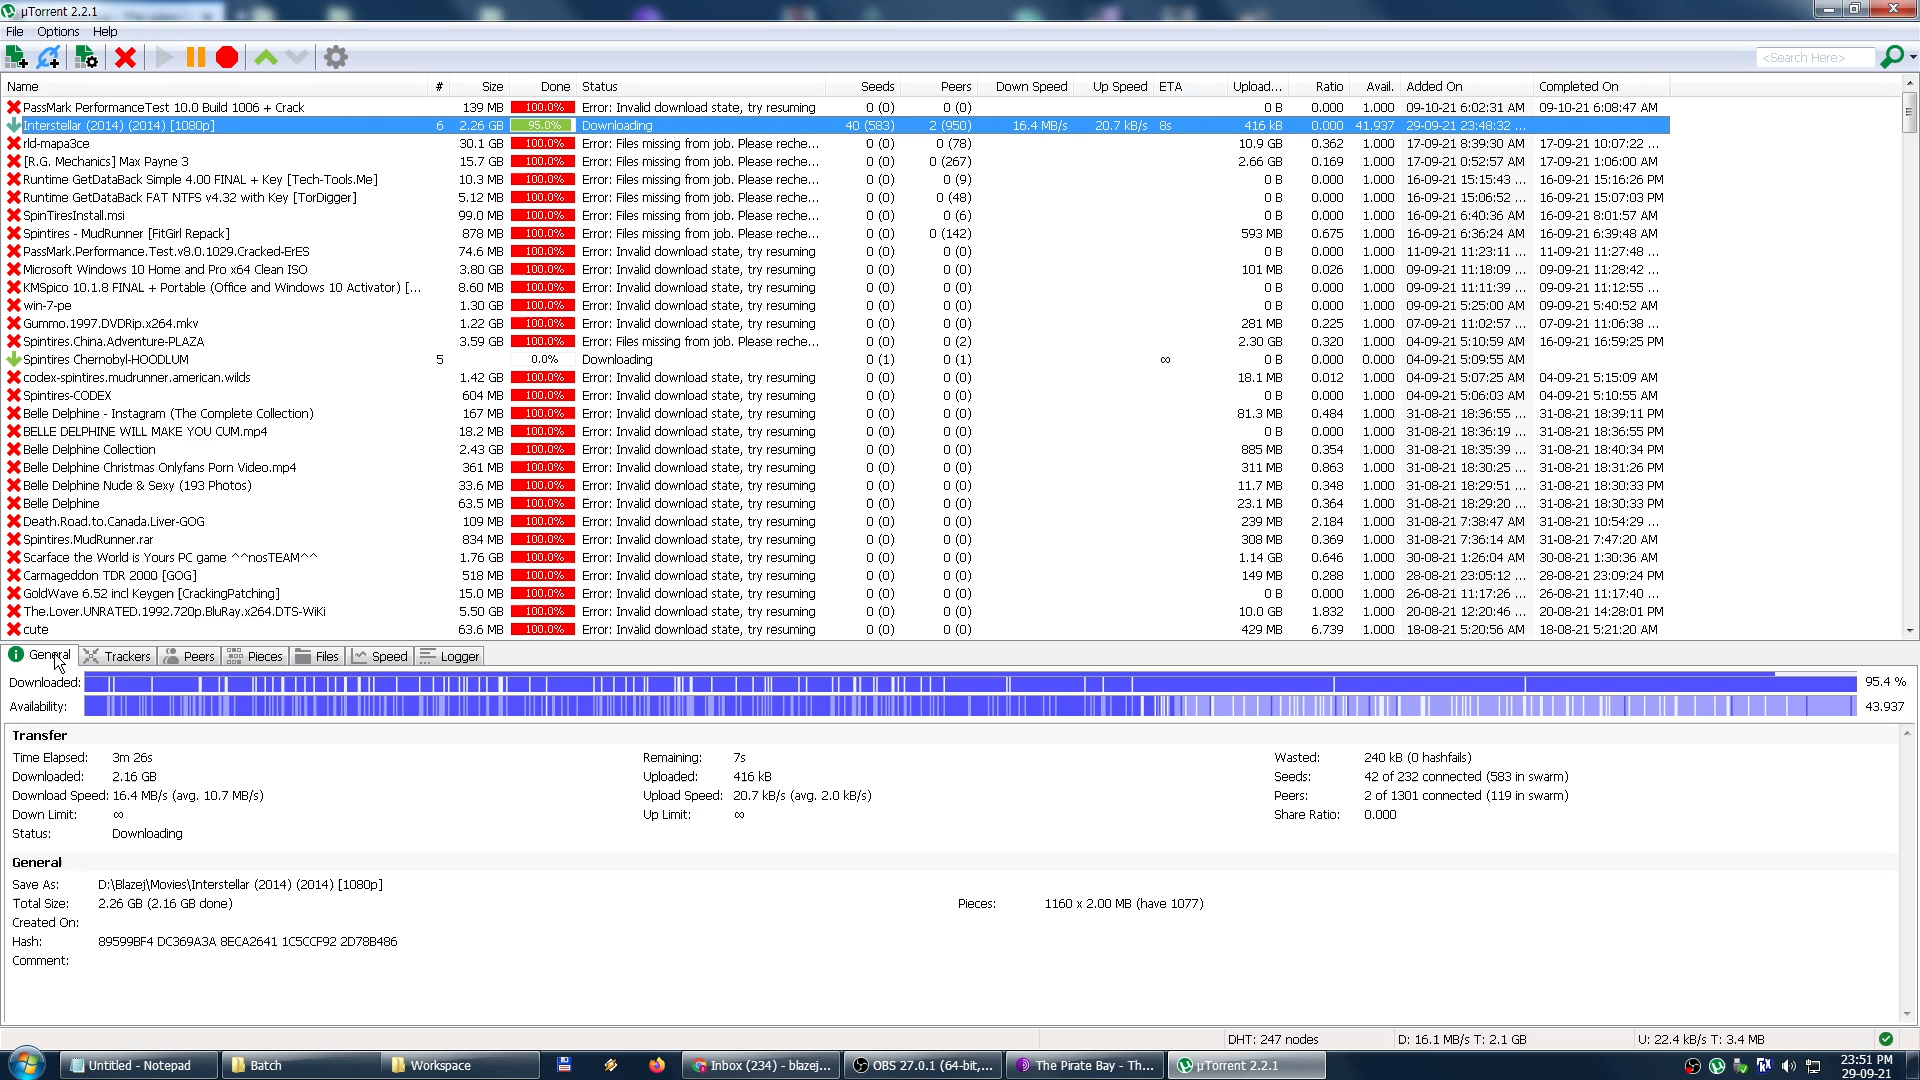 µTorrent 2.2.1
File Options Help
<Search Here>
Name # Size Done Status Seeds Peers Down Speed Up Speed ETA Upload... Ratio Avail. Added On Completed On
PassMark PerformanceTest 10.0 Build 1006 + Crack 139 MB 100.0% Error: Invalid download state, try resuming 0 (0) 0 (0) 0 B 0.000 1.000 09-10-21 6:02:31 AM 09-10-21 6:08:47 AM
Interstellar (2014) (2014) [1080p] 6 2.26 GB 95.0% Downloading 40 (583) 2 (950) 16.4 MB/s 20.7 kB/s 8s 416 kB 0.000 41.937 29-09-21 23:48:32 ...
rld-mapa3ce 30.1 GB 100.0% Error: Files missing from job. Please reche... 0 (0) 0 (78) 10.9 GB 0.362 1.000 17-09-21 8:39:30 AM 17-09-21 10:07:22 ...
[R.G. Mechanics] Max Payne 3 15.7 GB 100.0% Error: Files missing from job. Please reche... 0 (0) 0 (267) 2.66 GB 0.169 1.000 17-09-21 0:52:57 AM 17-09-21 1:06:00 AM
Runtime GetDataBack Simple 4.00 FINAL + Key [Tech-Tools.Me] 10.3 MB 100.0% Error: Files missing from job. Please reche... 0 (0) 0 (9) 0 B 0.000 1.000 16-09-21 15:15:43 ... 16-09-21 15:16:26 PM
Runtime GetDataBack FAT NTFS v4.32 with Key [TorDigger] 5.12 MB 100.0% Error: Files missing from job. Please reche... 0 (0) 0 (48) 0 B 0.000 1.000 16-09-21 15:06:52 ... 16-09-21 15:07:03 PM
SpinTiresInstall.msi 99.0 MB 100.0% Error: Files missing from job. Please reche... 0 (0) 0 (6) 0 B 0.000 1.000 16-09-21 6:40:36 AM 16-09-21 8:01:57 AM
Spintires - MudRunner [FitGirl Repack] 878 MB 100.0% Error: Files missing from job. Please reche... 0 (0) 0 (142) 593 MB 0.675 1.000 16-09-21 6:36:24 AM 16-09-21 6:39:48 AM
PassMark.Performance.Test.v8.0.1029.Cracked-ErES 74.6 MB 100.0% Error: Invalid download state, try resuming 0 (0) 0 (0) 0 B 0.000 1.000 11-09-21 11:23:11 ... 11-09-21 11:27:48 ...
Microsoft Windows 10 Home and Pro x64 Clean ISO 3.80 GB 100.0% Error: Invalid download state, try resuming 0 (0) 0 (0) 101 MB 0.026 1.000 09-09-21 11:18:09 ... 09-09-21 11:28:42 ...
KMSpico 10.1.8 FINAL + Portable (Office and Windows 10 Activator) [... 8.60 MB 100.0% Error: Invalid download state, try resuming 0 (0) 0 (0) 0 B 0.000 1.000 09-09-21 11:11:39 ... 09-09-21 11:12:55 ...
win-7-pe 1.30 GB 100.0% Error: Invalid download state, try resuming 0 (0) 0 (0) 0 B 0.000 1.000 09-09-21 5:25:00 AM 09-09-21 5:40:52 AM
Gummo.1997.DVDRip.x264.mkv 1.22 GB 100.0% Error: Invalid download state, try resuming 0 (0) 0 (0) 281 MB 0.225 1.000 07-09-21 11:02:57 ... 07-09-21 11:06:38 ...
Spintires.China.Adventure-PLAZA 3.59 GB 100.0% Error: Files missing from job. Please reche... 0 (0) 0 (2) 2.30 GB 0.320 1.000 04-09-21 5:10:59 AM 16-09-21 16:59:25 PM
Spintires Chernobyl-HOODLUM 5 0.0% Downloading 0 (1) 0 (1) ∞ 0 B 0.000 0.000 04-09-21 5:09:55 AM
codex-spintires.mudrunner.american.wilds 1.42 GB 100.0% Error: Invalid download state, try resuming 0 (0) 0 (0) 18.1 MB 0.012 1.000 04-09-21 5:07:25 AM 04-09-21 5:15:09 AM
Spintires-CODEX 604 MB 100.0% Error: Invalid download state, try resuming 0 (0) 0 (0) 0 B 0.000 1.000 04-09-21 5:06:03 AM 04-09-21 5:10:55 AM
Belle Delphine - Instagram (The Complete Collection) 167 MB 100.0% Error: Invalid download state, try resuming 0 (0) 0 (0) 81.3 MB 0.484 1.000 31-08-21 18:36:55 ... 31-08-21 18:39:11 PM
BELLE DELPHINE WILL MAKE YOU CUM.mp4 18.2 MB 100.0% Error: Invalid download state, try resuming 0 (0) 0 (0) 0 B 0.000 1.000 31-08-21 18:36:19 ... 31-08-21 18:36:55 PM
Belle Delphine Collection 2.43 GB 100.0% Error: Invalid download state, try resuming 0 (0) 0 (0) 885 MB 0.354 1.000 31-08-21 18:35:39 ... 31-08-21 18:40:34 PM
Belle Delphine Christmas Onlyfans Porn Video.mp4 361 MB 100.0% Error: Invalid download state, try resuming 0 (0) 0 (0) 311 MB 0.863 1.000 31-08-21 18:30:25 ... 31-08-21 18:31:26 PM
Belle Delphine Nude & Sexy (193 Photos) 33.6 MB 100.0% Error: Invalid download state, try resuming 0 (0) 0 (0) 11.7 MB 0.348 1.000 31-08-21 18:29:51 ... 31-08-21 18:30:33 PM
Belle Delphine 63.5 MB 100.0% Error: Invalid download state, try resuming 0 (0) 0 (0) 23.1 MB 0.364 1.000 31-08-21 18:29:20 ... 31-08-21 18:30:33 PM
Death.Road.to.Canada.Liver-GOG 109 MB 100.0% Error: Invalid download state, try resuming 0 (0) 0 (0) 239 MB 2.184 1.000 31-08-21 7:38:47 AM 31-08-21 10:54:29 ...
Spintires.MudRunner.rar 834 MB 100.0% Error: Invalid download state, try resuming 0 (0) 0 (0) 308 MB 0.369 1.000 31-08-21 7:36:14 AM 31-08-21 7:47:20 AM
Scarface the World is Yours PC game ^^nosTEAM^^ 1.76 GB 100.0% Error: Invalid download state, try resuming 0 (0) 0 (0) 1.14 GB 0.646 1.000 30-08-21 1:26:04 AM 30-08-21 1:30:36 AM
Carmageddon TDR 2000 [GOG] 518 MB 100.0% Error: Invalid download state, try resuming 0 (0) 0 (0) 149 MB 0.288 1.000 28-08-21 23:05:12 ... 28-08-21 23:09:24 PM
GoldWave 6.52 incl Keygen [CrackingPatching] 15.0 MB 100.0% Error: Invalid download state, try resuming 0 (0) 0 (0) 0 B 0.000 1.000 26-08-21 11:17:26 ... 26-08-21 11:17:40 ...
The.Lover.UNRATED.1992.720p.BluRay.x264.DTS-WiKi 5.50 GB 100.0% Error: Invalid download state, try resuming 0 (0) 0 (0) 10.0 GB 1.832 1.000 20-08-21 12:20:46 ... 20-08-21 14:28:01 PM
cute 63.6 MB 100.0% Error: Invalid download state, try resuming 0 (0) 0 (0) 429 MB 6.739 1.000 18-08-21 5:20:56 AM 18-08-21 5:21:20 AM
General Trackers Peers Pieces Files Speed Logger
Downloaded: 95.4 %
Availability: 43.937
Transfer
Time Elapsed: 3m 26s Remaining: 7s Wasted: 240 kB (0 hashfails)
Downloaded: 2.16 GB Uploaded: 416 kB Seeds: 42 of 232 connected (583 in swarm)
Download Speed: 16.4 MB/s (avg. 10.7 MB/s) Upload Speed: 20.7 kB/s (avg. 2.0 kB/s) Peers: 2 of 1301 connected (119 in swarm)
Down Limit: ∞ Up Limit: ∞ Share Ratio: 0.000
Status: Downloading
General
Save As: D:\Blazej\Movies\Interstellar (2014) (2014) [1080p]
Total Size: 2.26 GB (2.16 GB done) Pieces: 1160 x 2.00 MB (have 1077)
Created On:
Hash: 89599BF4 DC369A3A 8ECA2641 1C5CCF92 2D78B486
Comment:
DHT: 247 nodes D: 16.1 MB/s T: 2.1 GB U: 22.4 kB/s T: 3.4 MB
Untitled - Notepad Batch Workspace Inbox (234) - blazej... OBS 27.0.1 (64-bit,... The Pirate Bay - Th... µTorrent 2.2.1 23:51 PM
29-09-21